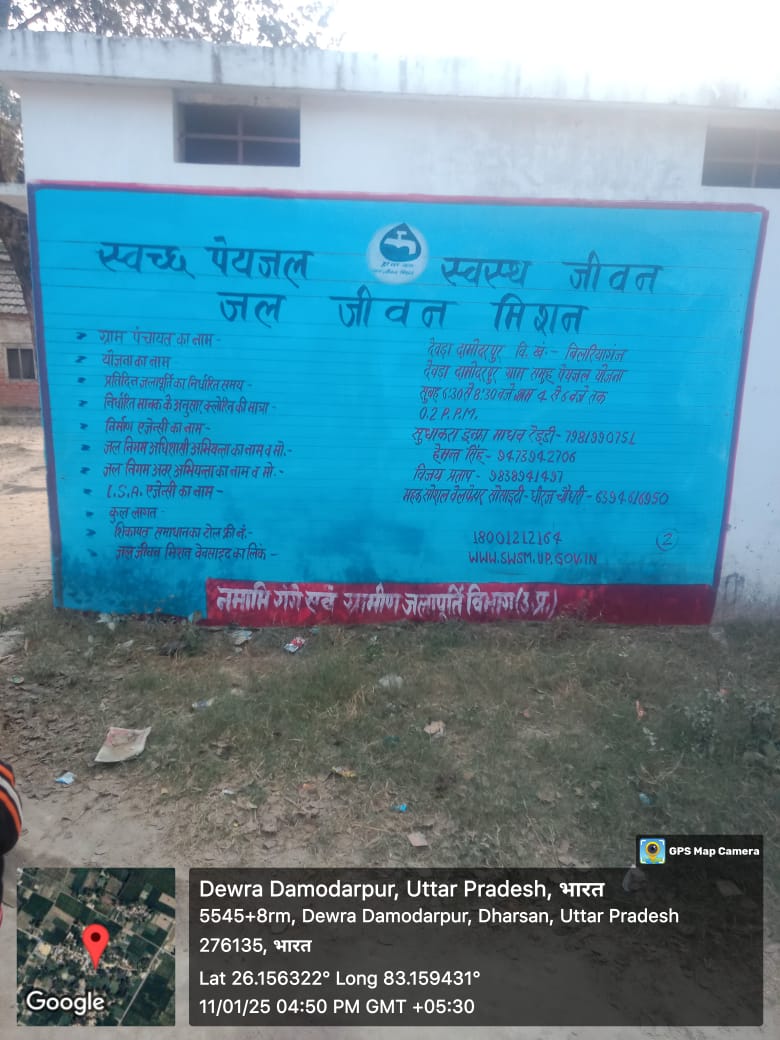 स्वच्छ पेयजल स्वस्थ जीवन
जल जीवन मिशन
ग्राम पंचायत का नाम - देवड़ा दामोदरपुर वि. खं:- बिलरियागंज
योजना का नाम देवड़ा दामोदरपुर ग्राम समूह पेयजल योजना
प्रतिदिन जलापूर्ति का निर्धारित समय - सुबह 6:30 से 8:30 बजे शाम 4 से 6 बजे तक
निर्धारित मानक के अनुसार क्लोरिन की मात्रा - 0.2 P.P.M.
निर्माण एजेन्सी का नाम - सुधाकरा इन्फ्रा माधव रेड्डी - 7981990751
जल निगम अधिशासी अभियन्ता का नाम व मो. - हेमन्त सिंह - 9473942706
जल निगम अवर अभियन्ता का नाम व मो. - विजय प्रताप - 9838941497
I.S.A. एजेन्सी का नाम - सोशल वेलफेयर सोसाइटी - धीरज चौधरी - 6394616950
कुल लागत -
शिकायत समाधान का टोल फ्री नं. - 18001212164
जल जीवन मिशन वेबसाइट का लिंक - WWW.SWSM.UP.GOV.IN
2
नमामि गंगे एवं ग्रामीण जलापूर्ति विभाग (उ.प्र.)
GPS Map Camera
Dewra Damodarpur, Uttar Pradesh, भारत
5545+8rm, Dewra Damodarpur, Dharsan, Uttar Pradesh
276135, भारत
Lat 26.156322° Long 83.159431°
11/01/25 04:50 PM GMT +05:30
Google